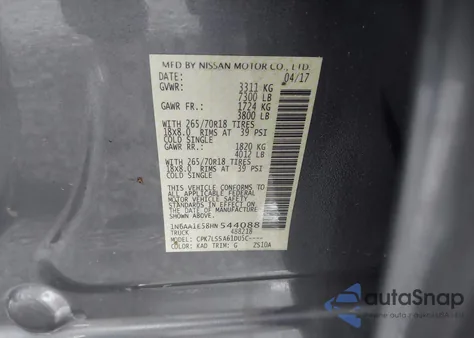 MFD BY NISSAN MOTOR CO., LTD.
DATE: 04/17
GVWR: 3311 KG
7300 LB
GAWR FR.: 1724 KG
3800 LB
WITH 265/70R18 TIRES
18X8.0 RIMS AT 39 PSI
COLD SINGLE
GAWR RR.: 1820 KG
4012 LB
WITH 265/70R18 TIRES
18X8.0 RIMS AT 39 PSI
COLD SINGLE
THIS VEHICLE CONFORMS TO
ALL APPLICABLE FEDERAL
MOTOR VEHICLE SAFETY
STANDARDS IN EFFECT ON
THE DATE OF MANUFACTURE
SHOWN ABOVE.
1N6AA1E58HN544088
TRUCK 48821B
MODEL: CPK7LSSA61DU5C----
COLOR: KAD TRIM: G ZSIDA
autoSnap